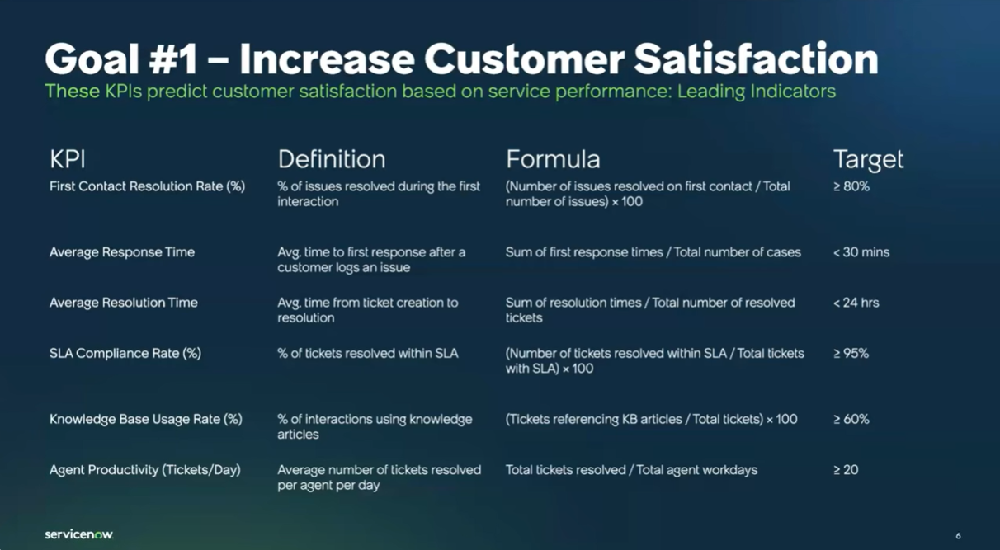 Goal #1 – Increase Customer Satisfaction
These KPIs predict customer satisfaction based on service performance: Leading Indicators
KPI
Definition
Formula
Target
First Contact Resolution Rate (%)
% of issues resolved during the first
interaction
(Number of issues resolved on first contact / Total
number of issues) × 100
≥ 80%
Average Response Time
Avg. time to first response after a
customer logs an issue
Sum of first response times / Total number of cases
< 30 mins
Average Resolution Time
Avg. time from ticket creation to
resolution
Sum of resolution times / Total number of resolved
tickets
< 24 hrs
SLA Compliance Rate (%)
% of tickets resolved within SLA
(Number of tickets resolved within SLA / Total tickets
with SLA) × 100
≥ 95%
Knowledge Base Usage Rate (%)
% of interactions using knowledge
articles
(Tickets referencing KB articles / Total tickets) × 100
≥ 60%
Agent Productivity (Tickets/Day)
Average number of tickets resolved
per agent per day
Total tickets resolved / Total agent workdays
≥ 20
servicenow
6